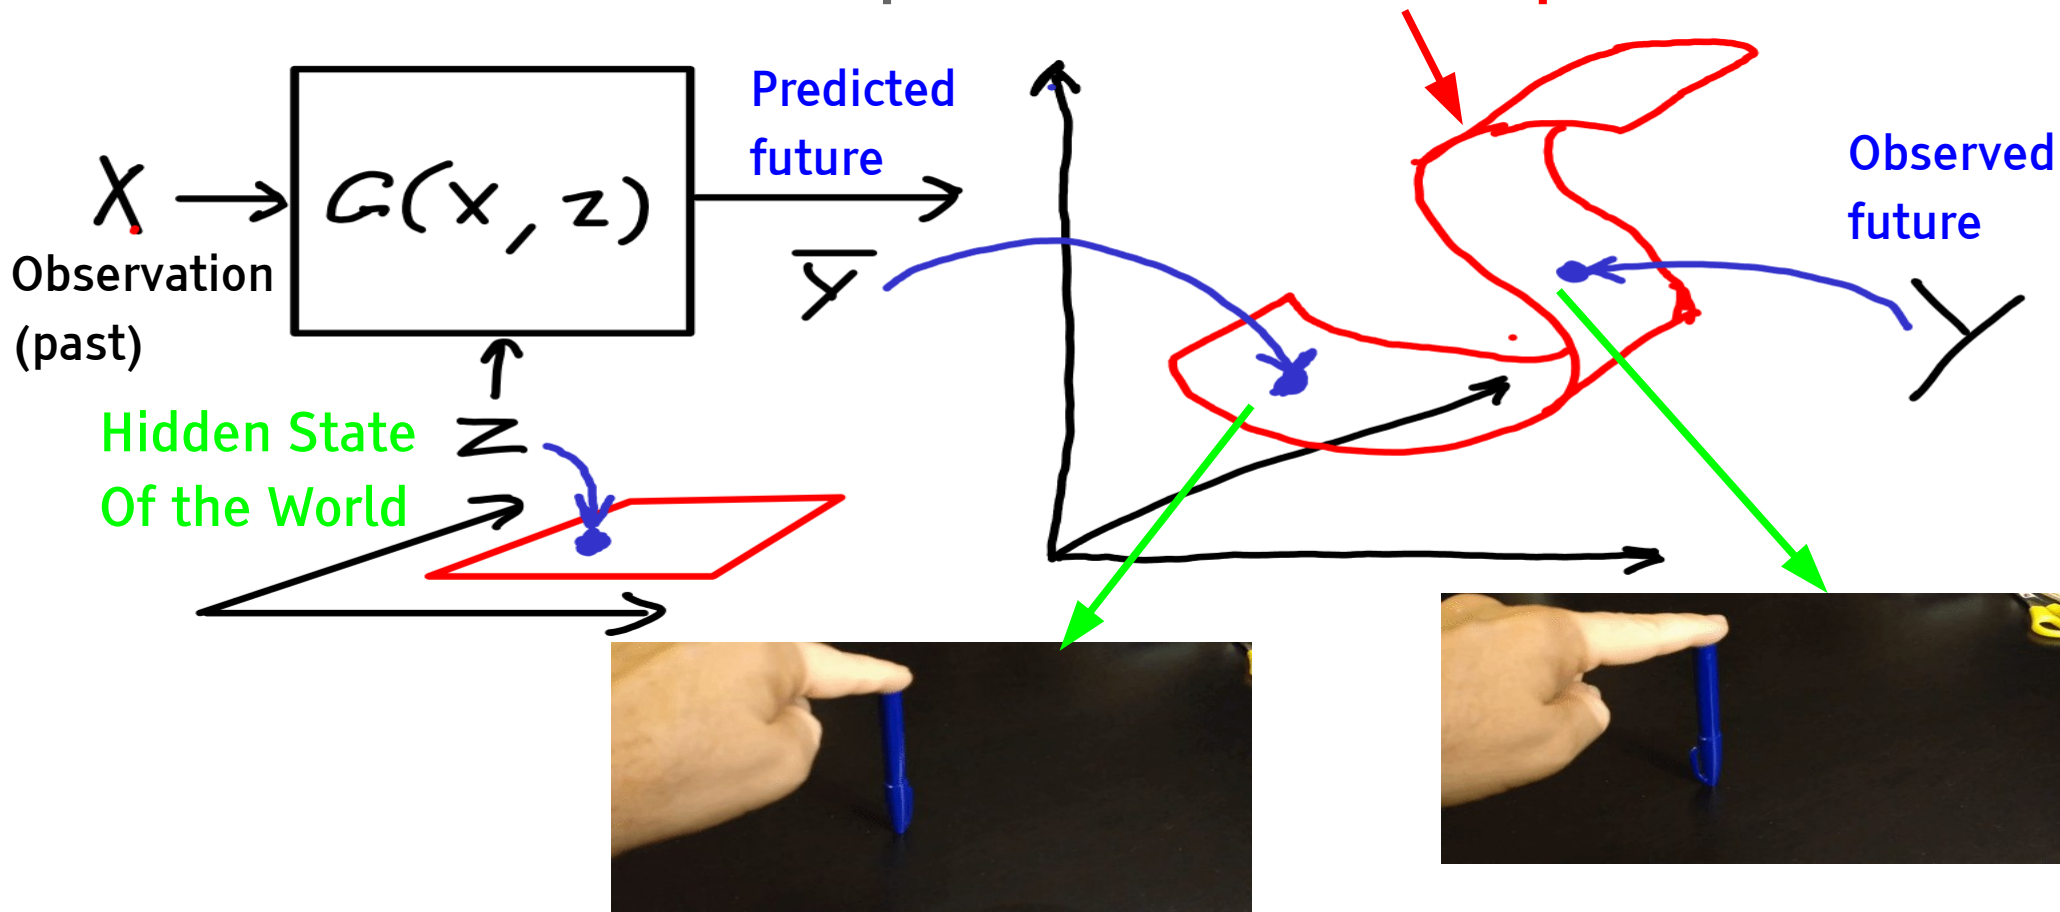 Predicted
future
X
G(x, z)
Observation
(past)
Y
Observed
future
Y
Z
Hidden State
Of the World